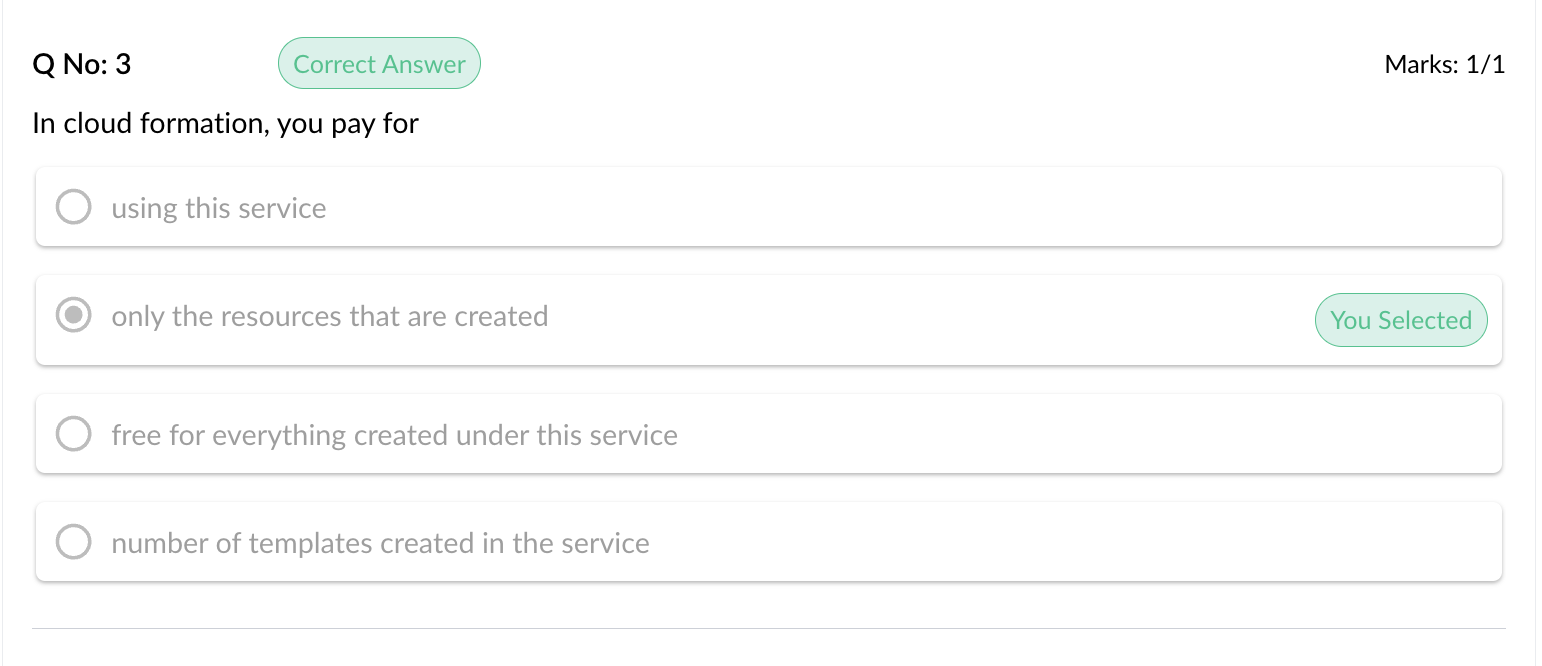 Q No: 3
Correct Answer
Marks: 1/1
In cloud formation, you pay for
using this service
only the resources that are created
You Selected
free for everything created under this service
number of templates created in the service